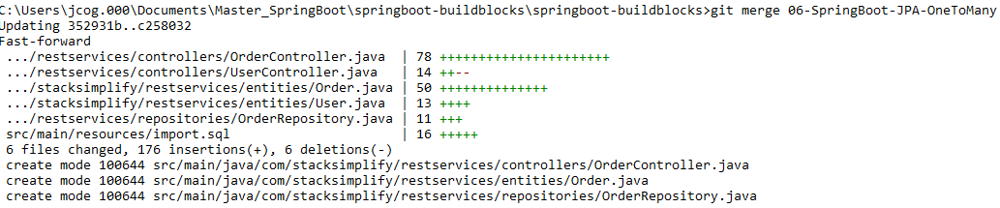 C:\Users\jcog.000\Documents\Master_SpringBoot\springboot-buildblocks\springboot-buildblocks>git merge 06-SpringBoot-JPA-OneToMany
Updating 352931b..c258032
Fast-forward
 .../restservices/controllers/OrderController.java  | 78 ++++++++++++++++++++++
 .../restservices/controllers/UserController.java   | 14 ++--
 .../stacksimplify/restservices/entities/Order.java | 50 ++++++++++++++
 .../stacksimplify/restservices/entities/User.java  | 13 ++++
 .../restservices/repositories/OrderRepository.java | 11 +++
 src/main/resources/import.sql                      | 16 +++++
 6 files changed, 176 insertions(+), 6 deletions(-)
 create mode 100644 src/main/java/com/stacksimplify/restservices/controllers/OrderController.java
 create mode 100644 src/main/java/com/stacksimplify/restservices/entities/Order.java
 create mode 100644 src/main/java/com/stacksimplify/restservices/repositories/OrderRepository.java